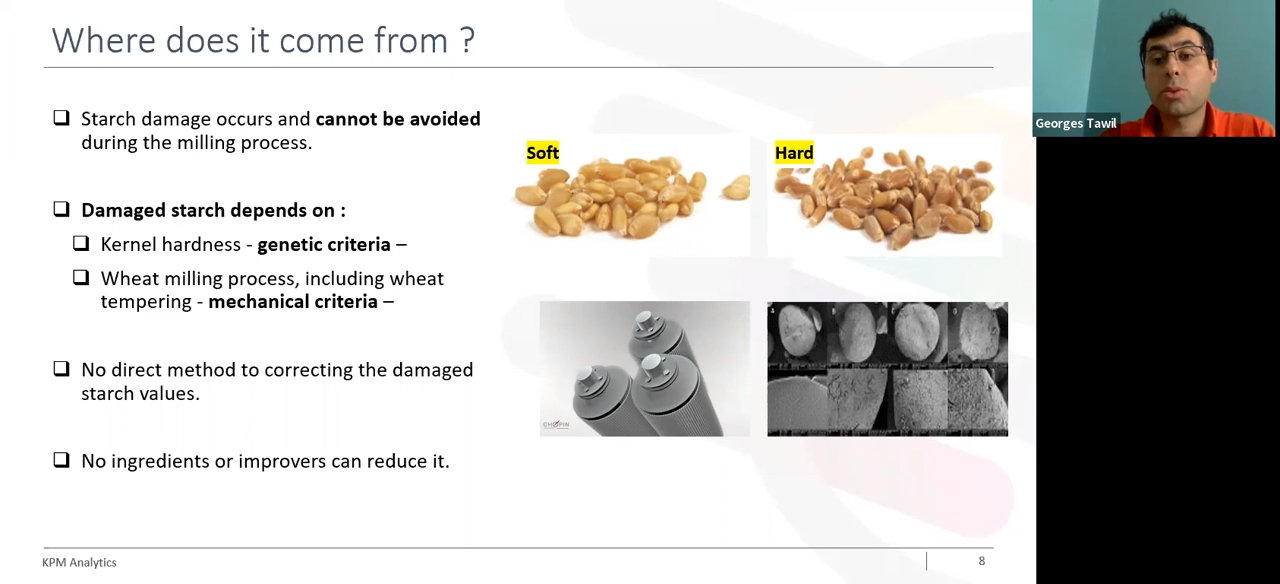 Where does it come from ?
Starch damage occurs and cannot be avoided
during the milling process.
Damaged starch depends on :
Kernel hardness - genetic criteria –
Wheat milling process, including wheat
tempering - mechanical criteria –
No direct method to correcting the damaged
starch values.
No ingredients or improvers can reduce it.
Soft
Hard
CHOPIN
KPM Analytics
8
Georges Tawil